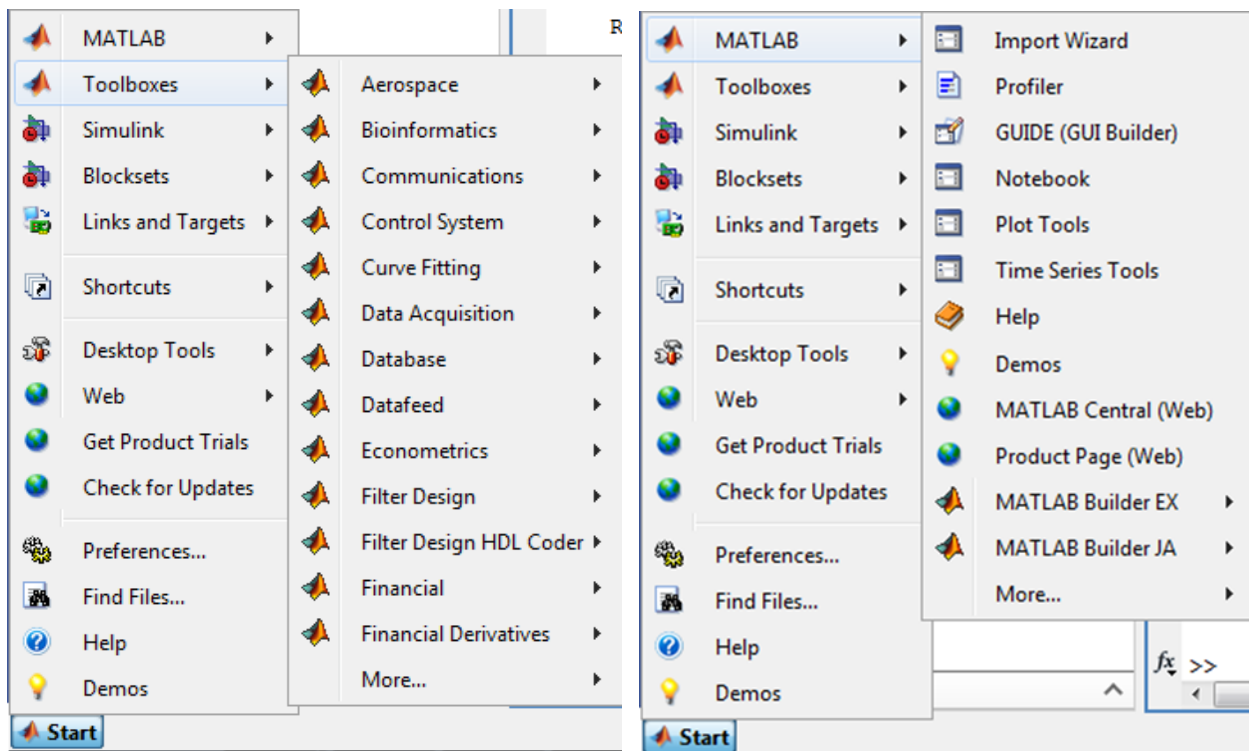 MATLAB
Toolboxes
Simulink
Blocksets
Links and Targets
Shortcuts
Desktop Tools
Web
Get Product Trials
Check for Updates
Preferences...
Find Files...
Help
Demos
Start
Aerospace
Bioinformatics
Communications
Control System
Curve Fitting
Data Acquisition
Database
Datafeed
Econometrics
Filter Design
Filter Design HDL Coder
Financial
Financial Derivatives
More...
R
MATLAB
Toolboxes
Simulink
Blocksets
Links and Targets
Shortcuts
Desktop Tools
Web
Get Product Trials
Check for Updates
Preferences...
Find Files...
Help
Demos
Start
Import Wizard
Profiler
GUIDE (GUI Builder)
Notebook
Plot Tools
Time Series Tools
Help
Demos
MATLAB Central (Web)
Product Page (Web)
MATLAB Builder EX
MATLAB Builder JA
More...
fx >>